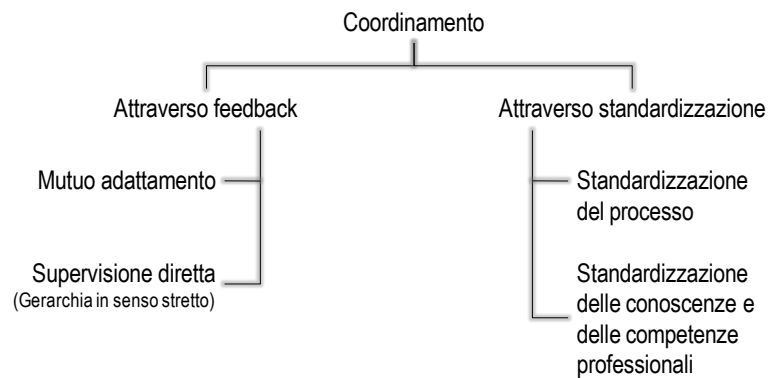 Coordinamento
Attraverso feedback
Mutuo adattamento
Supervisione diretta
(Gerarchia in senso stretto)
Attraverso standardizzazione
Standardizzazione
del processo
Standardizzazione
delle conoscenze e
delle competenze
professionali